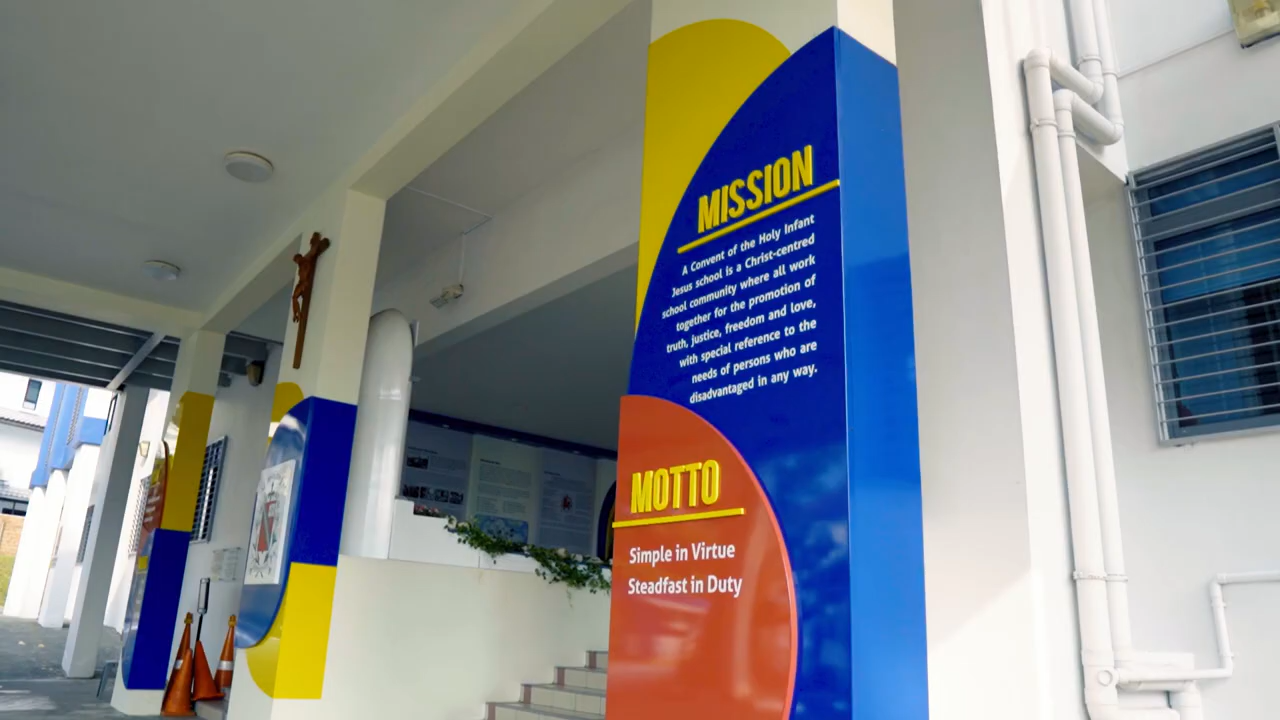 MISSION
A Convent of the Holy Infant
Jesus school is a Christ-centred
school community where all work
together for the promotion of
truth, justice, freedom and love,
with special reference to the
needs of persons who are
disadvantaged in any way.
MOTTO
Simple in Virtue
Steadfast in Duty